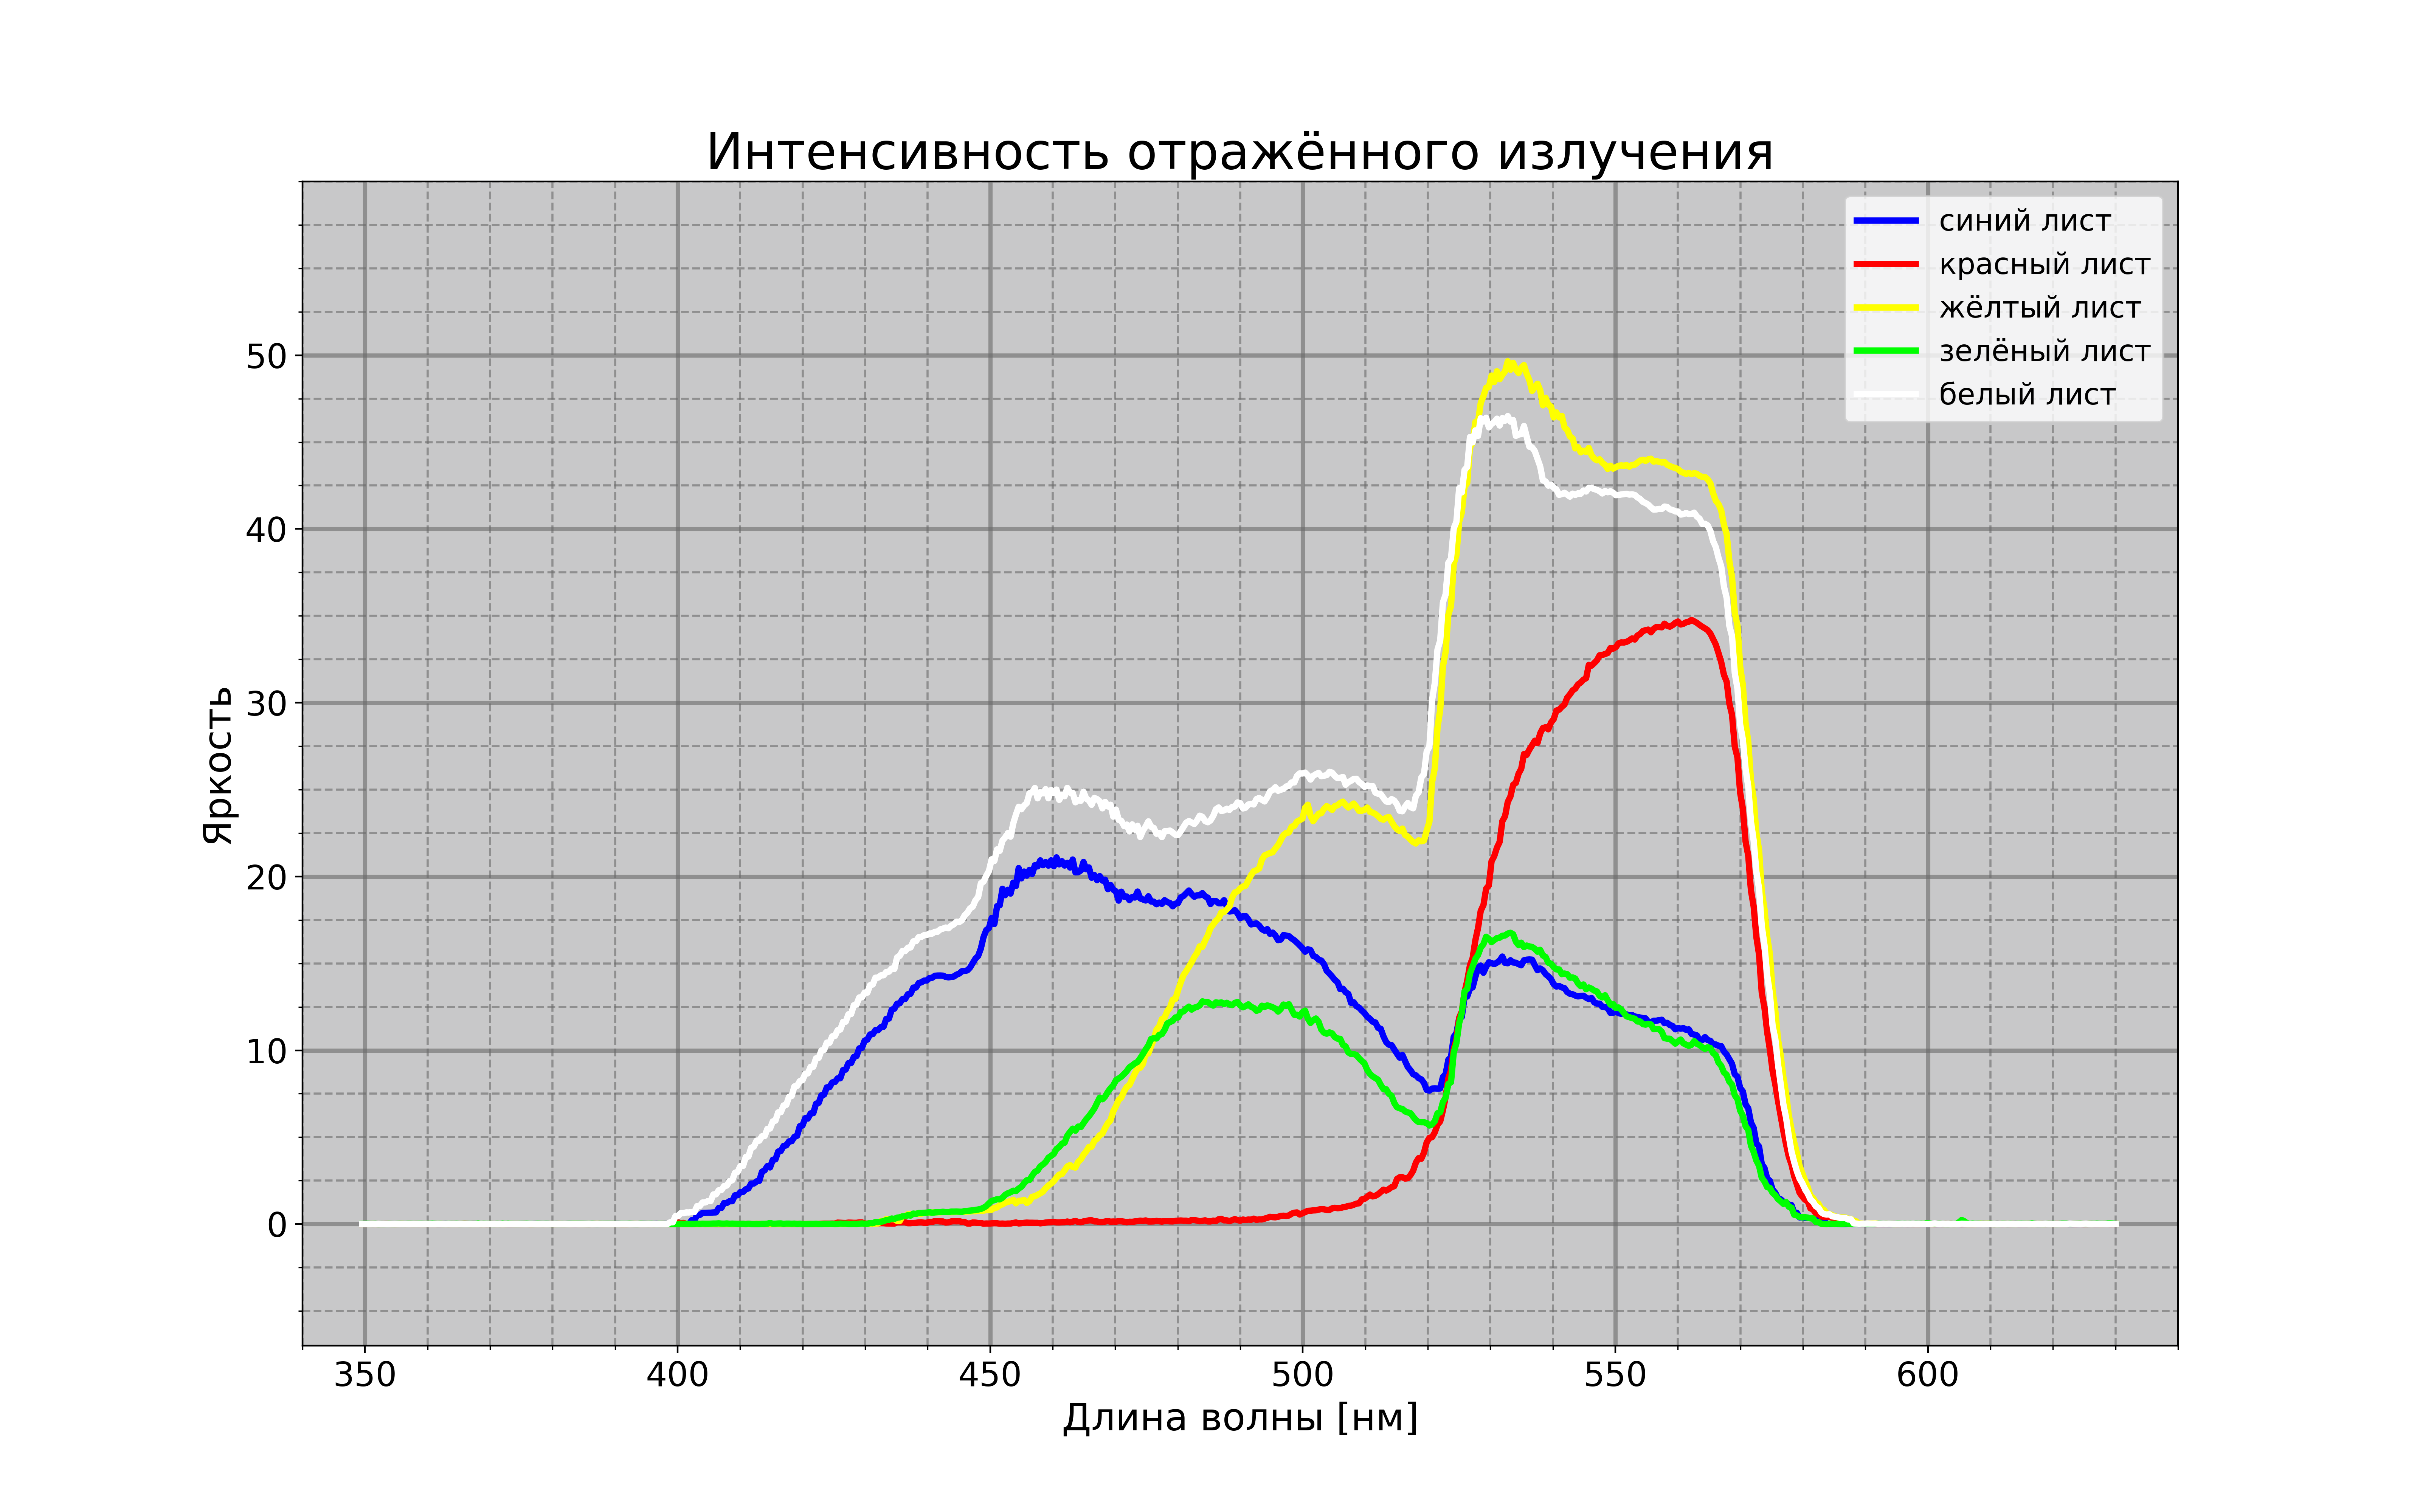 Интенсивность отражённого излучения
синий лист
красный лист
жёлтый лист
зелёный лист
белый лист
Яркость
50
40
30
20
10
0
350 400 450 500 550 600
Длина волны [нм]